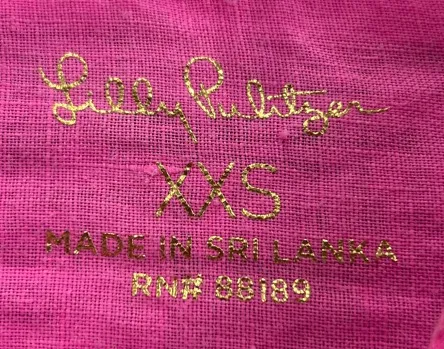 Lilly Pulitzer
XXS
MADE IN SRI LANKA
RN# 88189